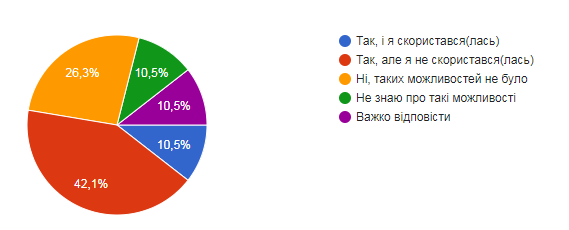 Так, і я скористався(лась)
Так, але я не скористався(лась)
Ні, таких можливостей не було
Не знаю про такі можливості
Важко відповісти
26,3%
10,5%
10,5%
10,5%
42,1%